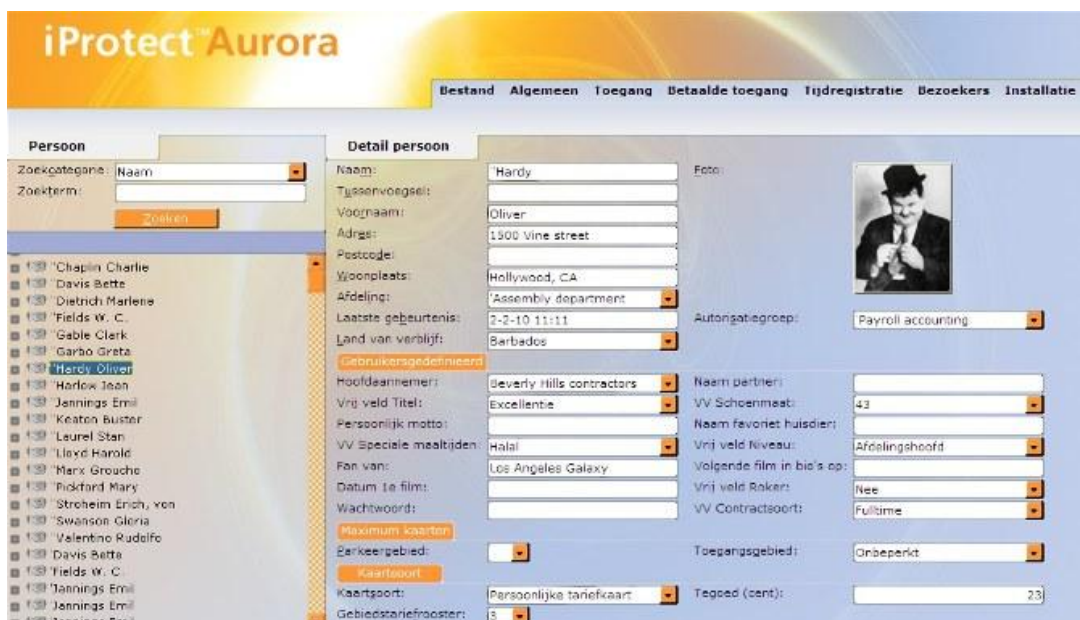 iProtect™Aurora
Bestand Algemeen Toegang Betaalde toegang Tijdregistratie Bezoekers Installatie
Persoon
Zoekcategorie: Naam
Zoekterm:
Zoeken
"Chaplin Charlie
"Davis Bette
"Dietrich Marlene
"Fields W. C.
"Gable Clark
"Garbo Greta
"Hardy Oliver
"Harlow Jean
"Jannings Emil
"Keaton Buster
"Laurel Stan
"Lloyd Harold
"Marx Groucho
"Pickford Mary
"Stroheim Erich, von
"Swanson Gloria
"Valentino Rudolfo
'Davis Bette
'Fields W. C.
'Jannings Emil
'Jannings Emil
Detail persoon
Naam: "Hardy
Tussenvoegsel:
Voornaam: Oliver
Adres: 1500 Vine street
Postcode:
Woonplaats: Hollywood, CA
Afdeling: 'Assembly department
Laatste gebeurtenis: 2-2-10 11:11
Land van verblijf: Barbados
Foto:
Autorisatiegroep: 'Payroll accounting
Gebruikersgedefinieerd
Hoofdaannemer: Beverly Hills contractors Naam partner:
Vrij veld Titel: Excellentie VV Schoenmaat: 43
Persoonlijk motto: Naam favoriet huisdier:
VV Speciale maaltijden: Halal Vrij veld Niveau: Afdelingshoofd
Fan van: Los Angeles Galaxy Volgende film in bio's op:
Datum 1e film: Vrij veld Roker: Nee
Wachtwoord: VV Contractsoort: Fulltime
Maximum kaarten
Parkeergebied: Toegangsgebied: Onbeperkt
Kaartsoort
Kaartsoort: Persoonlijke tariefkaart Tegoed (cent): 23
Gebiedstariefrooster: 3